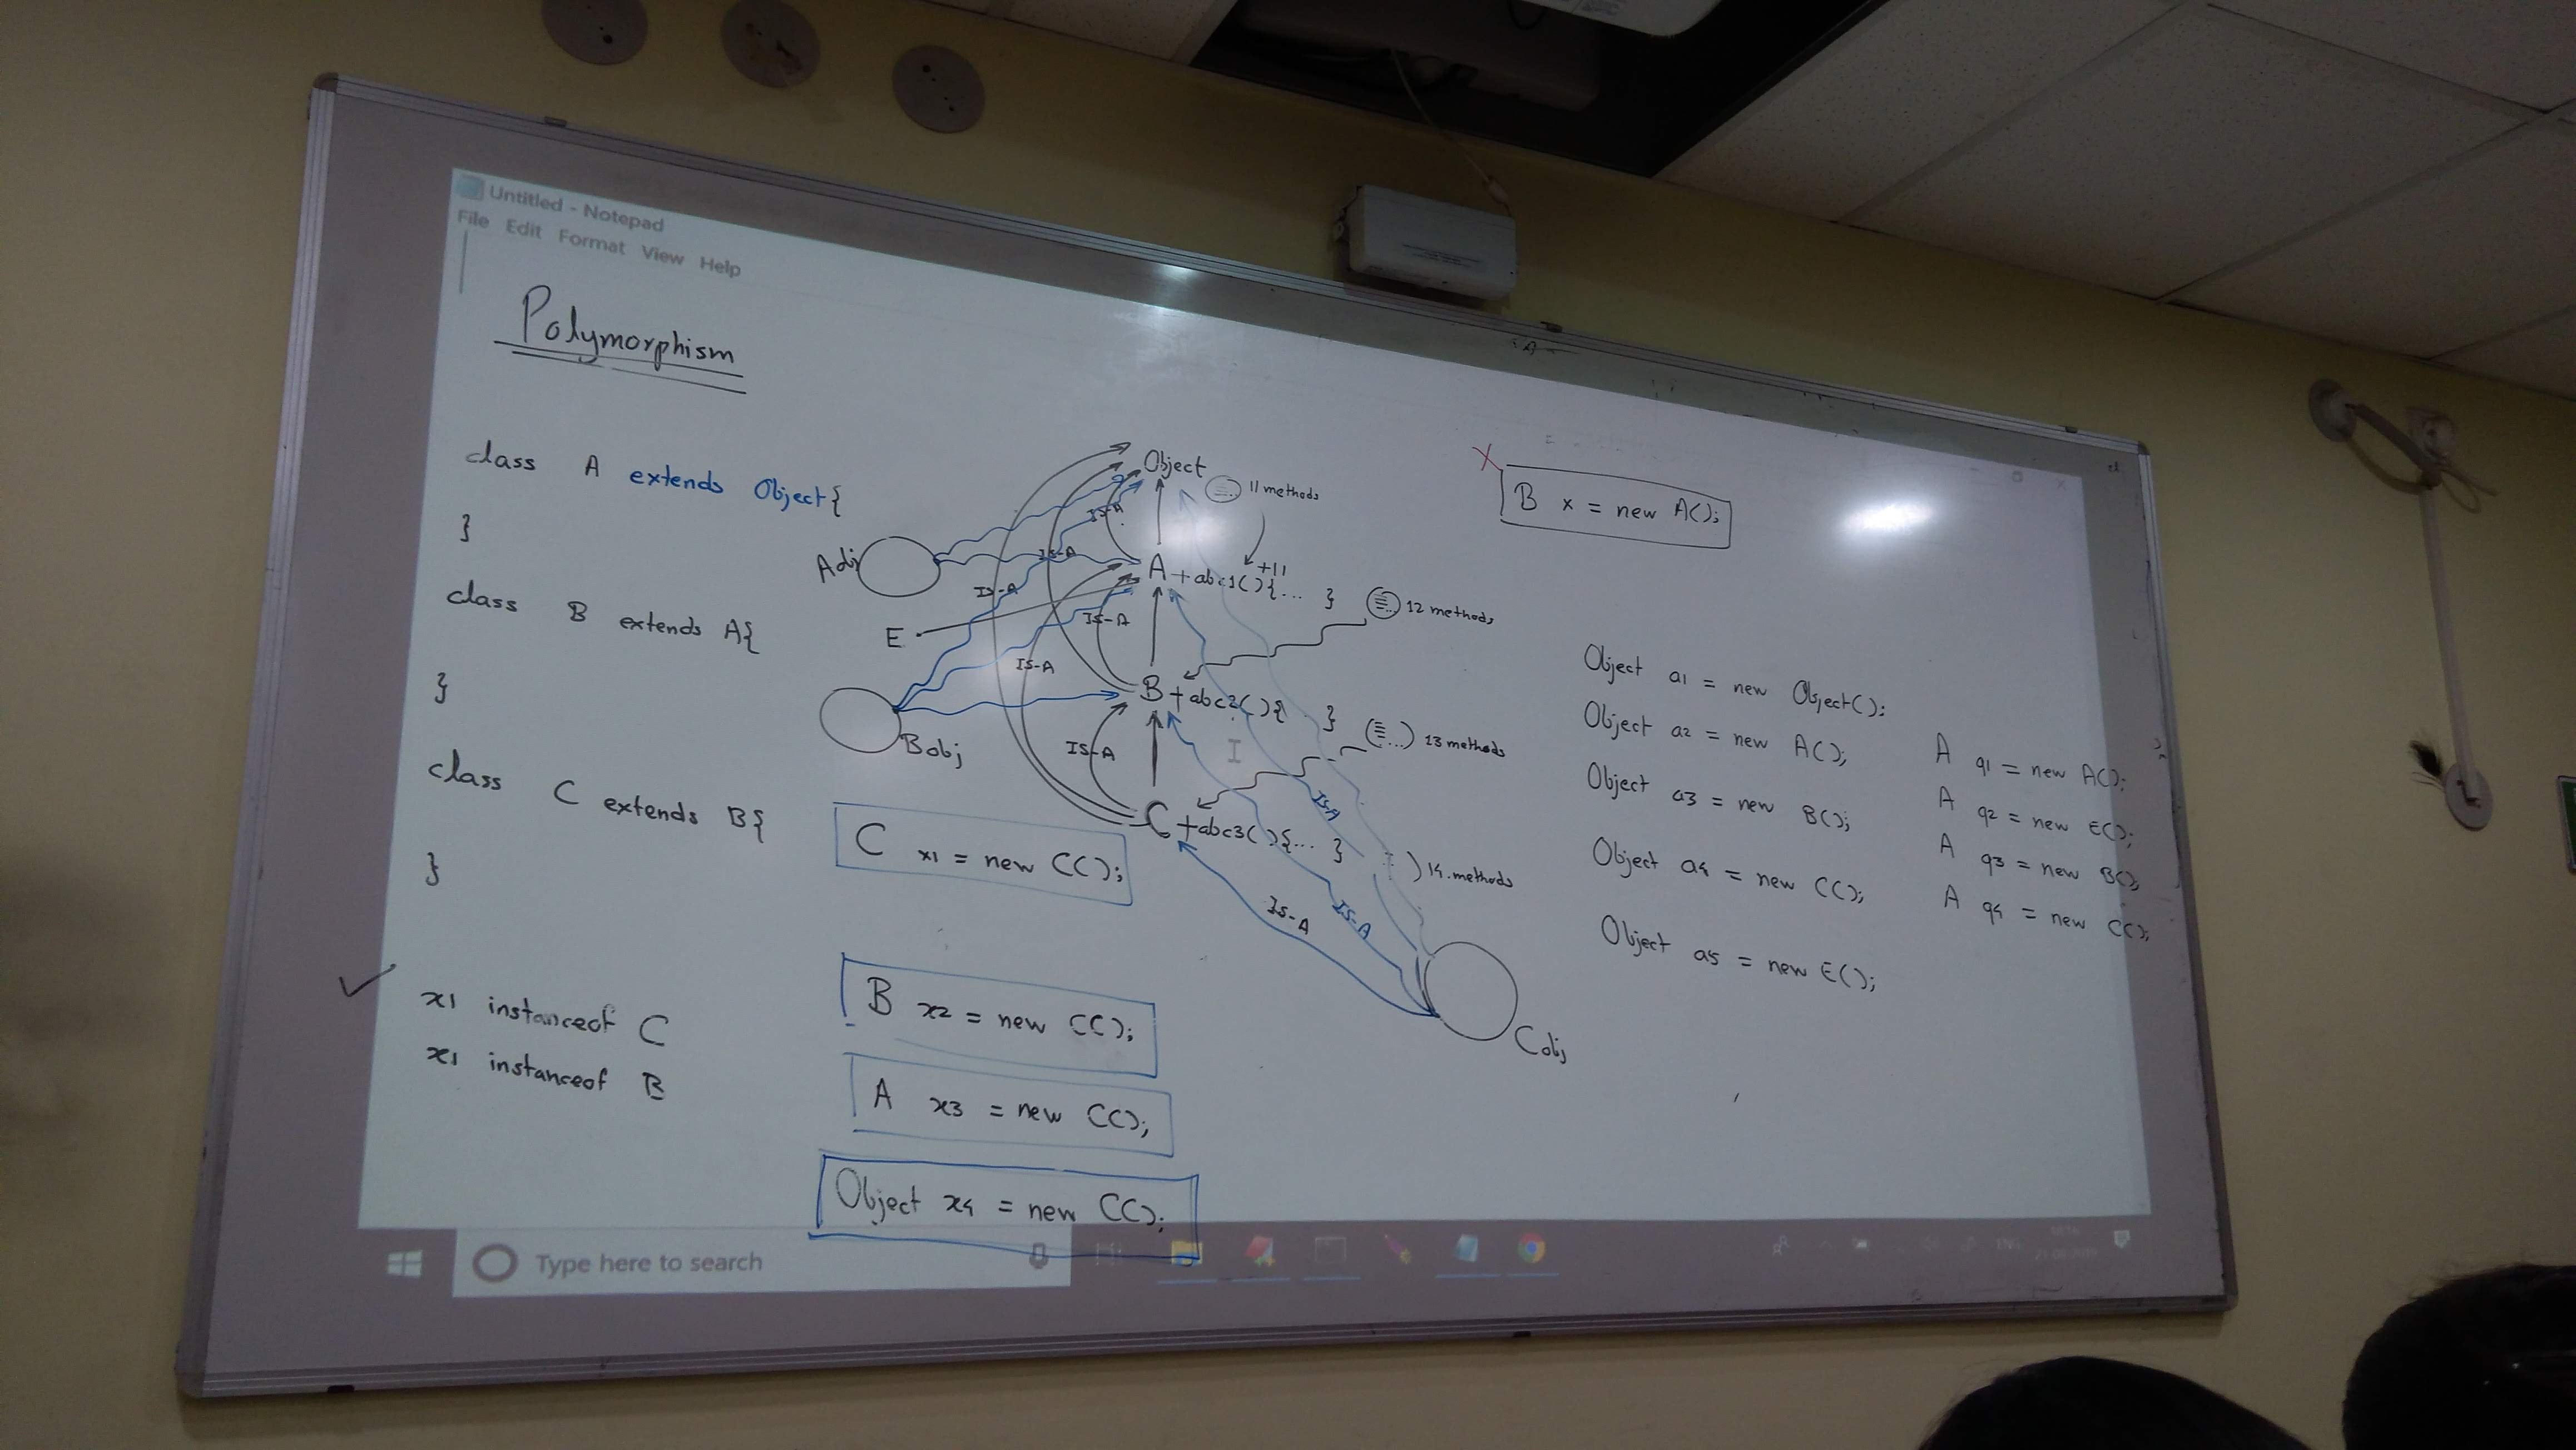 Untitled - Notepad
File Edit Format View Help
Polymorphism
class A extends Object{
}
class B extends A{
}
class C extends B{
}
x1 instanceof C
x1 instanceof B
Object
11 methods
IS-A
Aobj
IS-A
A +abc1(){... }
+11
12 methods
IS-A
IS-A
E
IS-A
B +abc2(){ }
13 methods
Bobj
IS-A
C +abc3(){... }
14 methods
IS-A
IS-A
IS-A
Cobj
C x1 = new C();
B x2 = new C();
A x3 = new C();
Object x4 = new C();
X
B x = new A();
Object a1 = new Object();
Object a2 = new A();
Object a3 = new B();
Object a4 = new C();
Object a5 = new E();
A q1 = new A();
A q2 = new E();
A q3 = new B();
A q4 = new C();
Type here to search
ENG